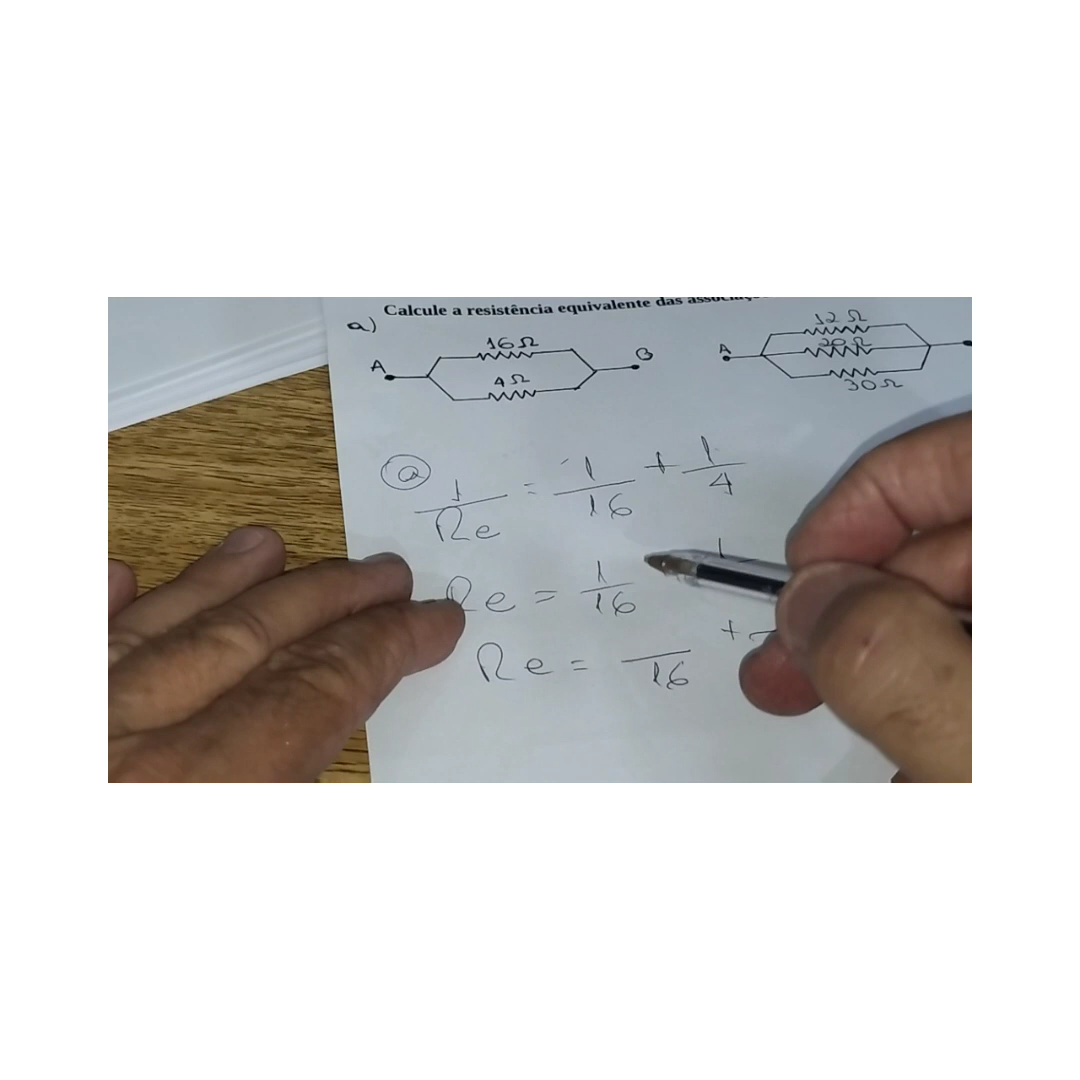 Calcule a resistência equivalente das
a)
16Ω
4Ω
A B
12Ω
20Ω
30Ω
A
a
1/Re = 1/16 + 1/4
Re = 1/16
+
Re = /16